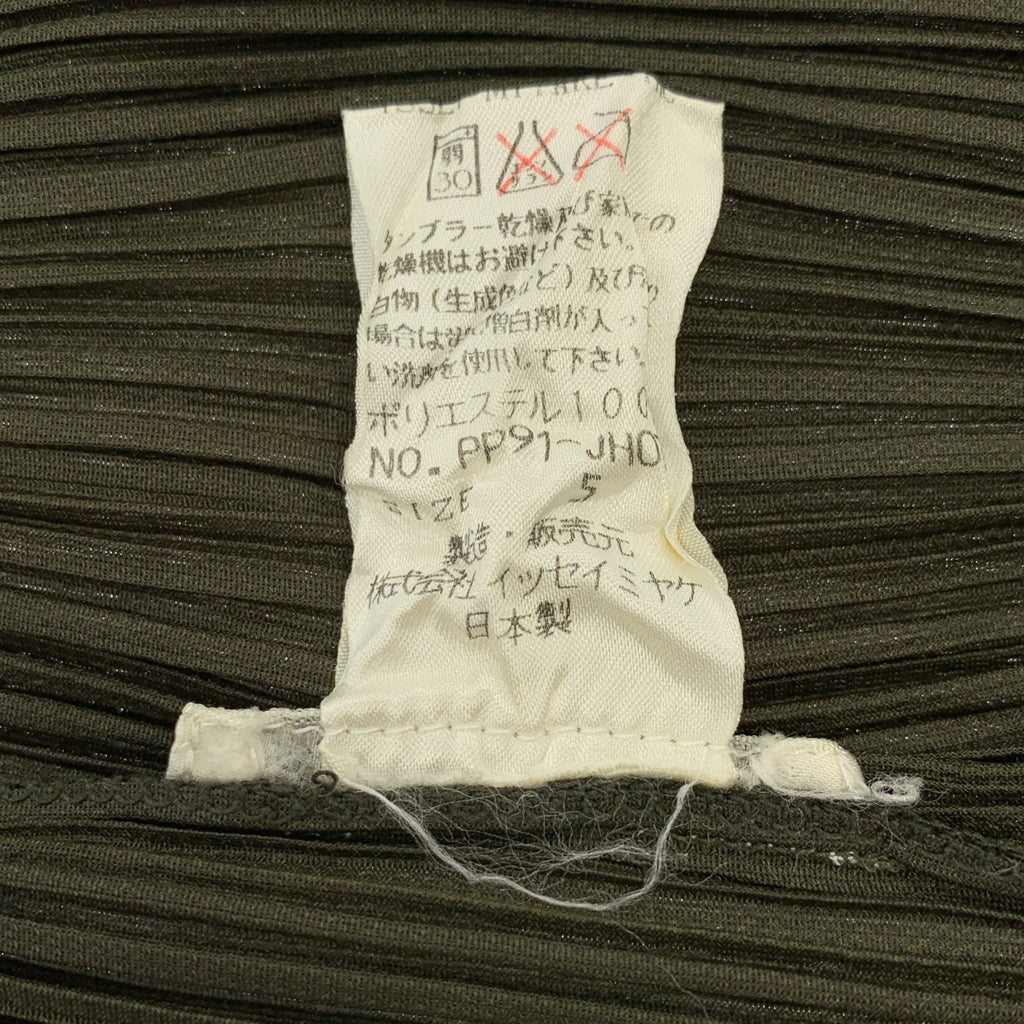 弱
30
タンブラー乾燥及び家庭での
乾燥機はお避け下さい。
白物(生成色など)及び
場合は 増白剤が入っ
い洗剤を使用して下さい。
ポリエステル100
NO. PP91-JH0
SIZE 5
製造・販売元
株式会社イッセイミヤケ
日本製